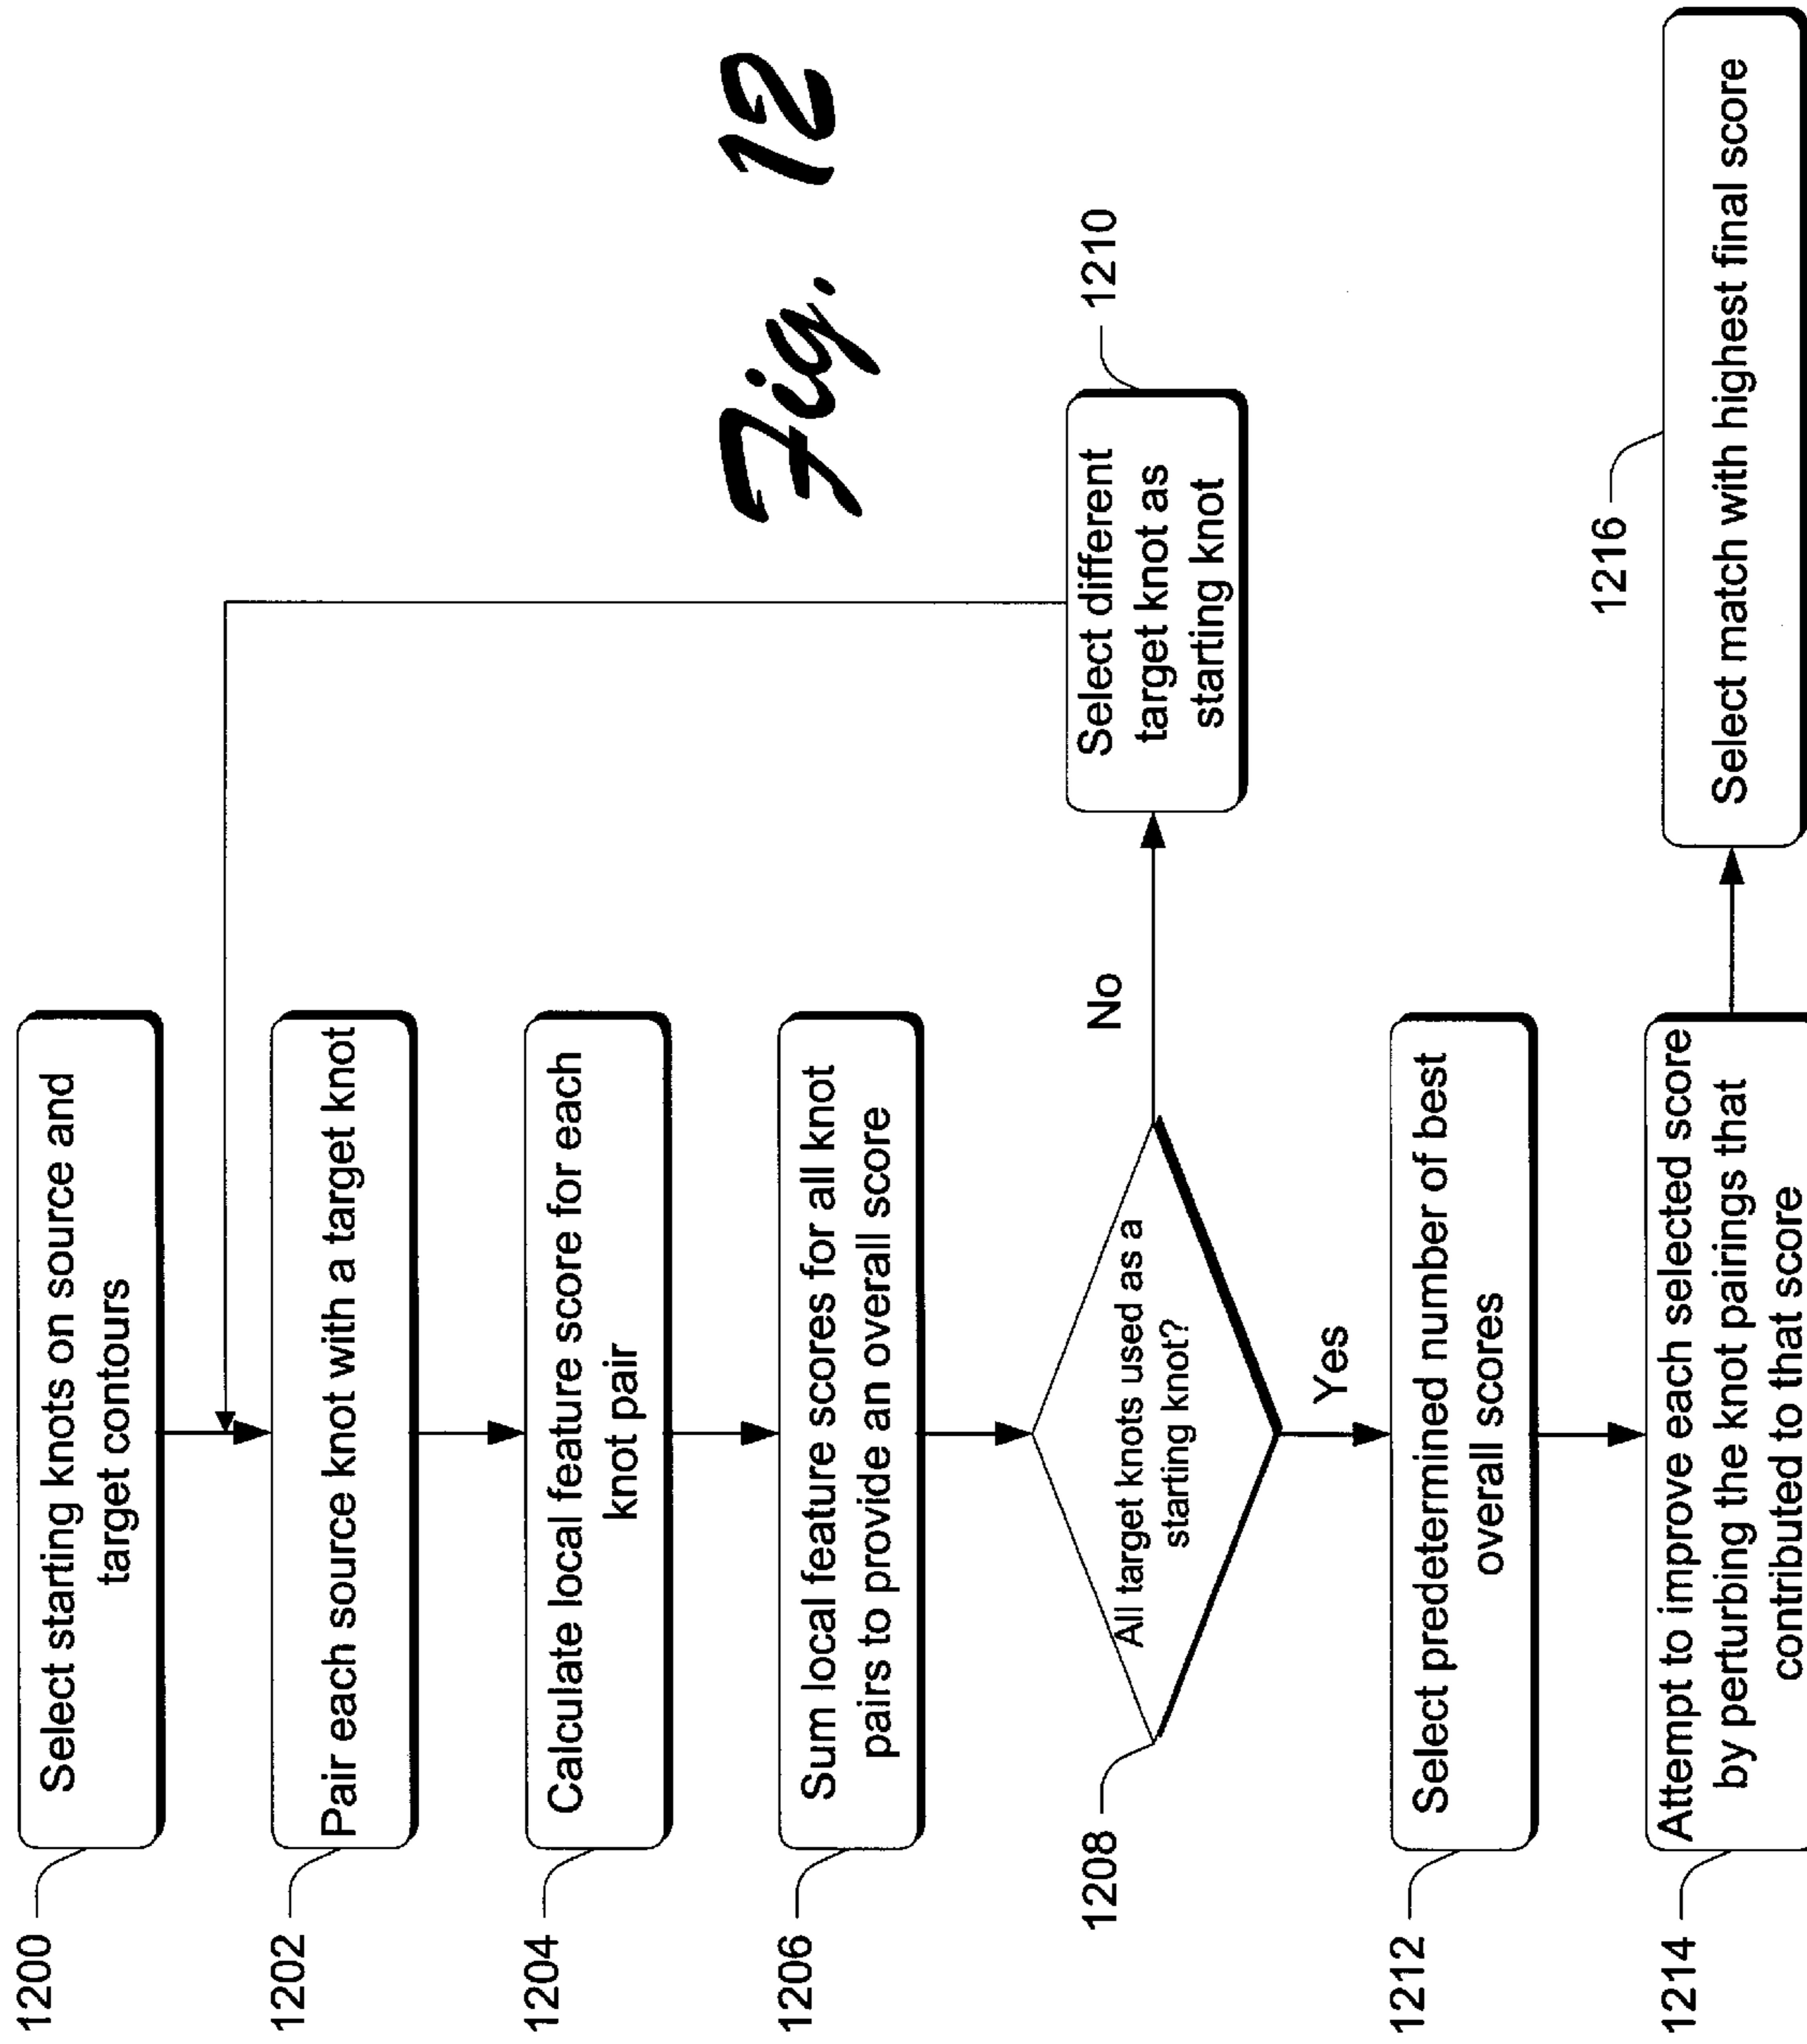 1200
Select starting knots on source and
target contours
1202
Pair each source knot with a target knot
1204
Calculate local feature score for each
knot pair
1206
Sum local feature scores for all knot
pairs to provide an overall score
1208
All target knots used as a
starting knot?
No
1210
Select different
target knot as
starting knot
Yes
1212
Select predetermined number of best
overall scores
1214
Attempt to improve each selected score
by perturbing the knot pairings that
contributed to that score
1216
Select match with highest final score
Fig. 12